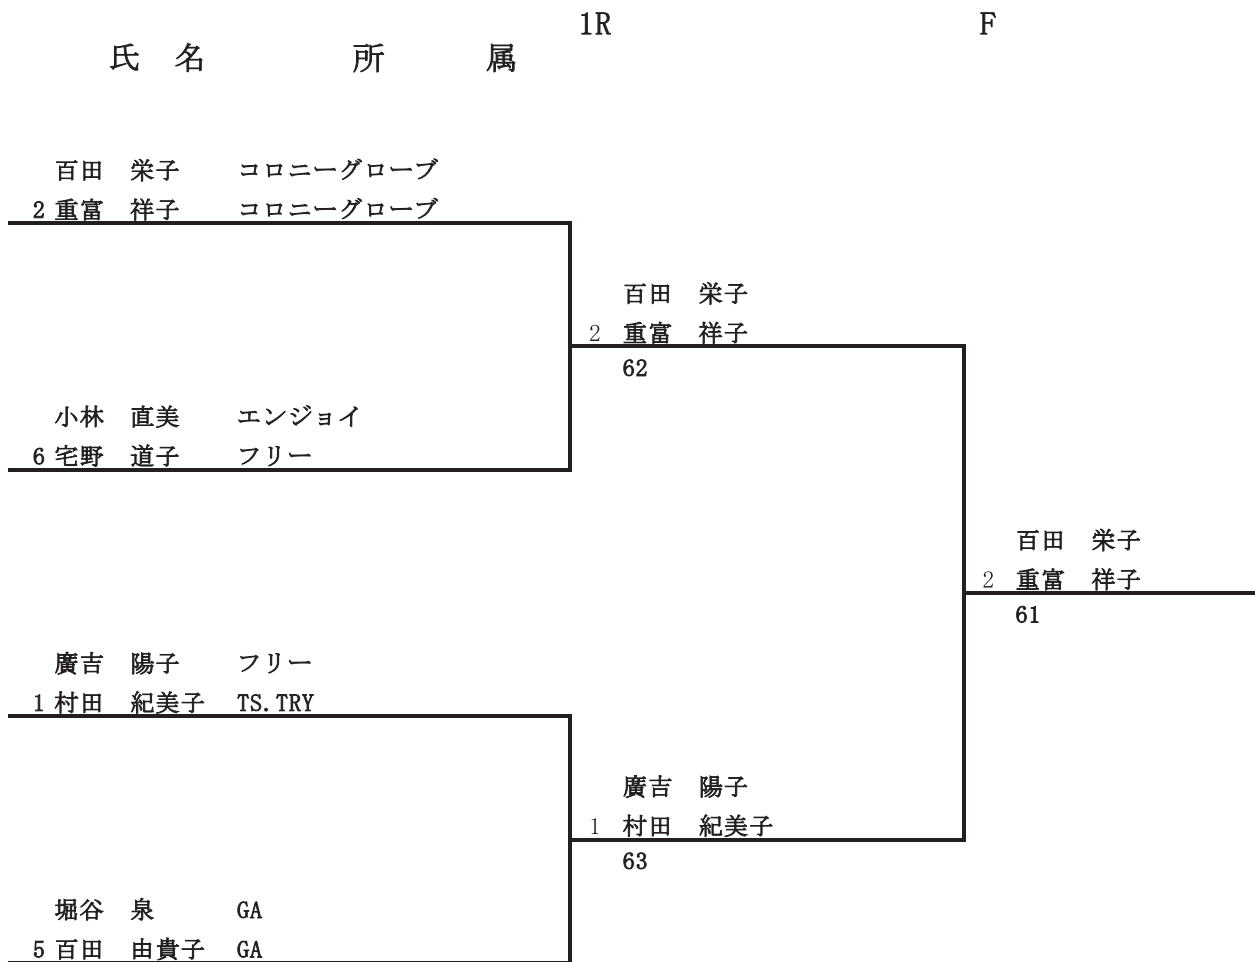 1R F
氏 名 所 属
百田 栄子 コロニーグローブ
2 重富 祥子 コロニーグローブ
百田 栄子
2 重富 祥子
62
小林 直美 エンジョイ
6 宅野 道子 フリー
百田 栄子
2 重富 祥子
61
廣吉 陽子 フリー
1 村田 紀美子 TS.TRY
廣吉 陽子
1 村田 紀美子
63
堀谷 泉 GA
5 百田 由貴子 GA